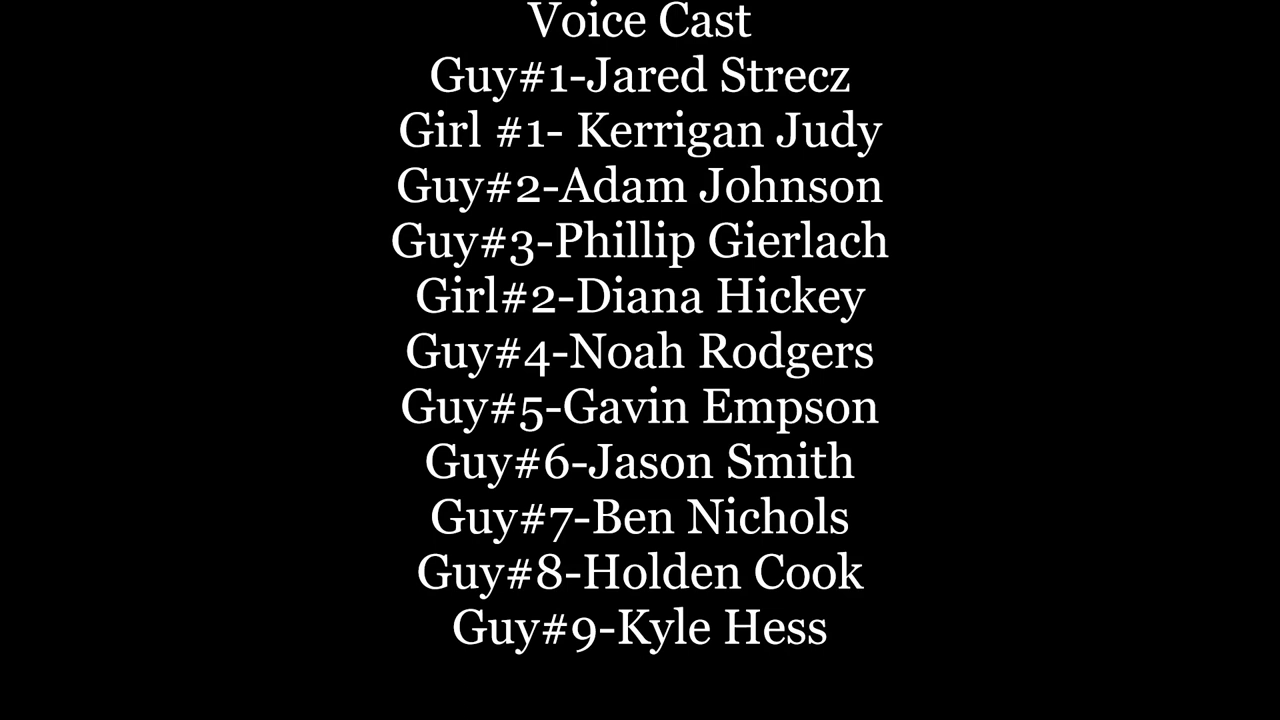 Voice Cast
Guy#1-Jared Strecz
Girl #1- Kerrigan Judy
Guy#2-Adam Johnson
Guy#3-Phillip Gierlach
Girl#2-Diana Hickey
Guy#4-Noah Rodgers
Guy#5-Gavin Empson
Guy#6-Jason Smith
Guy#7-Ben Nichols
Guy#8-Holden Cook
Guy#9-Kyle Hess